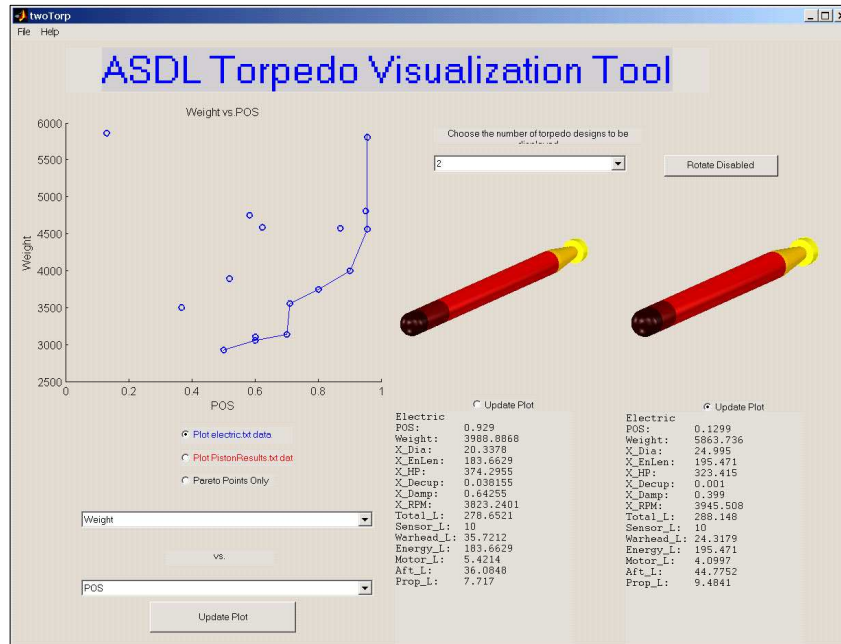 twoTorp
File Help
ASDL Torpedo Visualization Tool
Weight vs.POS
6000
5500
5000
4500
4000
3500
3000
2500
Weight
0 0.2 0.4 0.6 0.8 1
POS
Choose the number of torpedo designs to be
displayed
2
Rotate Disabled
Plot electric.txt data
Plot PistonResults.txt dat
Pareto Points Only
Weight
vs.
POS
Update Plot
Update Plot
Electric
POS: 0.929
Weight: 3988.8868
X_Dia: 20.3378
X_EnLen: 183.6629
X_HP: 374.2955
X_Decup: 0.038155
X_Damp: 0.64255
X_RPM: 3823.2401
Total_L: 278.6521
Sensor_L: 10
Warhead_L: 35.7212
Energy_L: 183.6629
Motor_L: 5.4214
Aft_L: 36.0848
Prop_L: 7.717
Update Plot
Electric
POS: 0.1299
Weight: 5863.736
X_Dia: 24.995
X_EnLen: 195.471
X_HP: 323.415
X_Decup: 0.001
X_Damp: 0.399
X_RPM: 3945.508
Total_L: 288.148
Sensor_L: 10
Warhead_L: 24.3179
Energy_L: 195.471
Motor_L: 4.0997
Aft_L: 44.7752
Prop_L: 9.4841